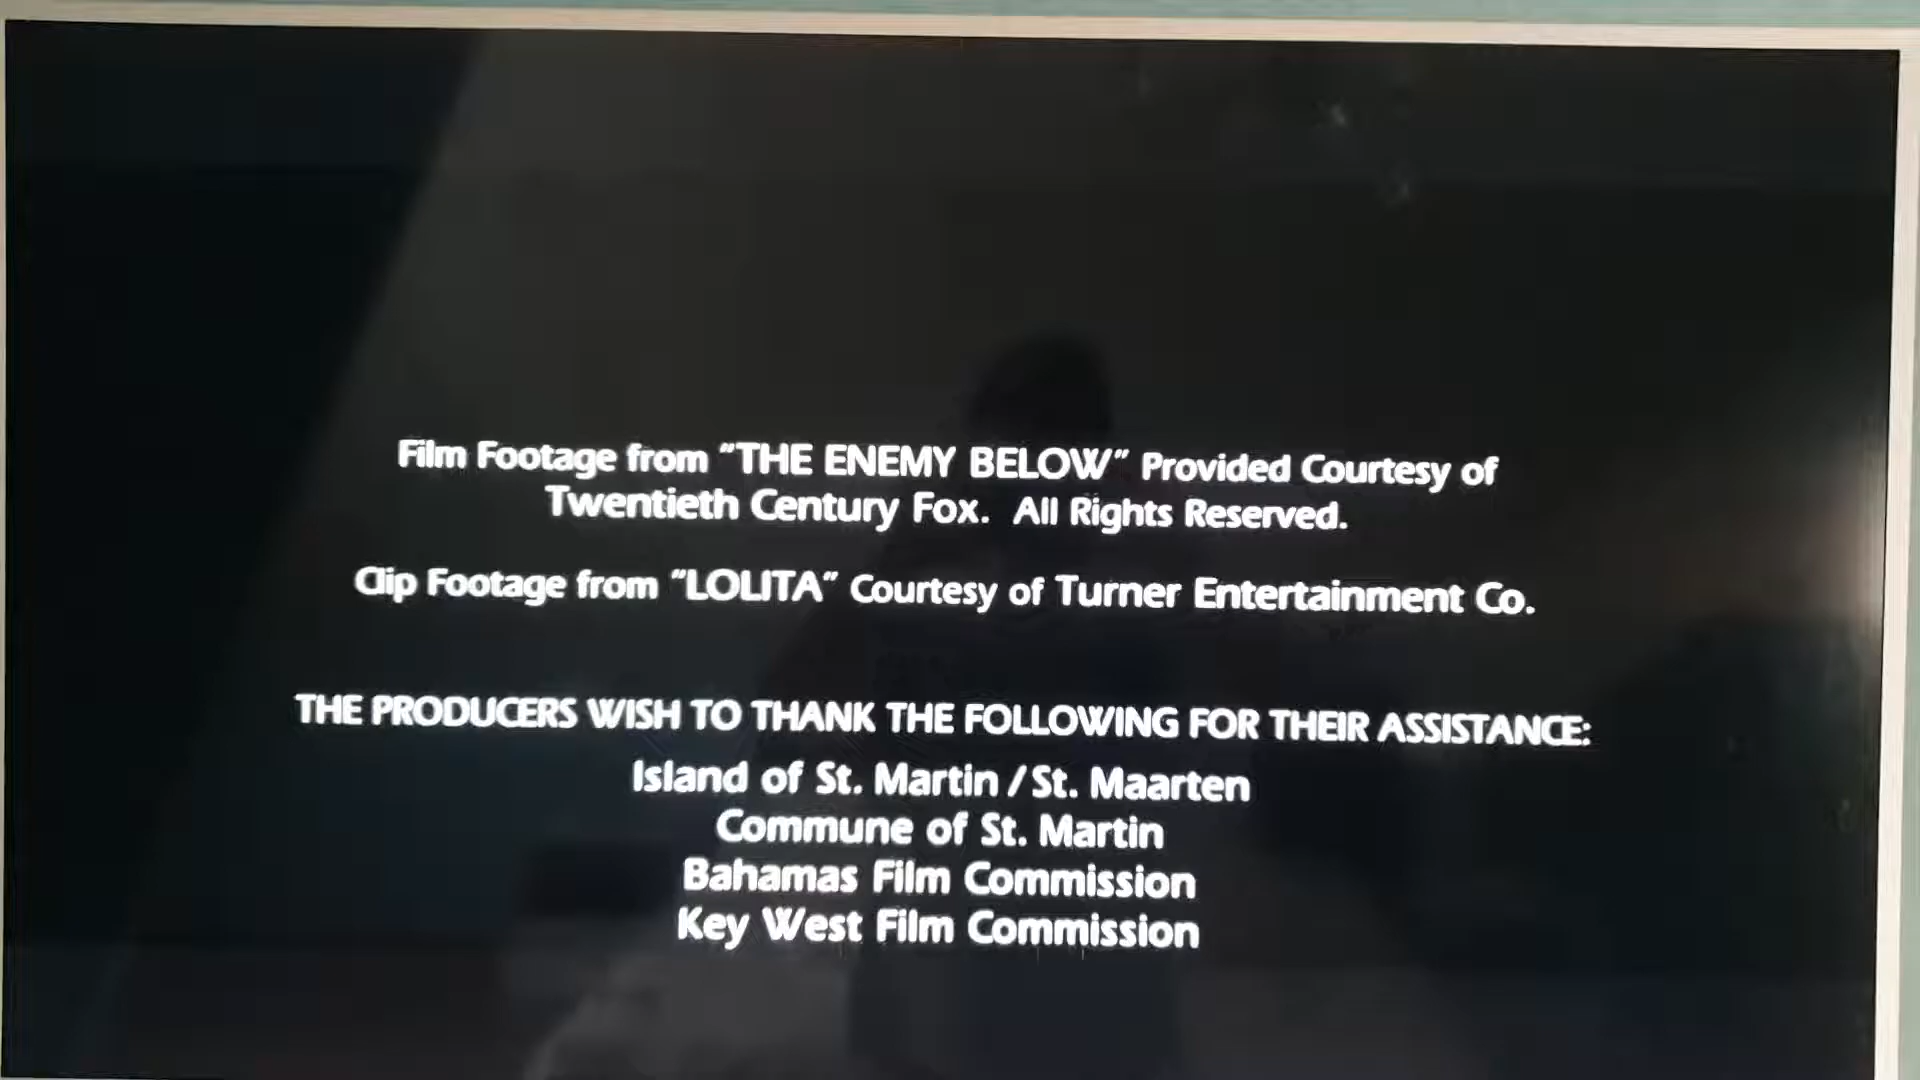 Film Footage from "THE ENEMY BELOW" Provided Courtesy of
Twentieth Century Fox. All Rights Reserved.
Clip Footage from "LOLITA" Courtesy of Turner Entertainment Co.
THE PRODUCERS WISH TO THANK THE FOLLOWING FOR THEIR ASSISTANCE:
Island of St. Martin / St. Maarten
Commune of St. Martin
Bahamas Film Commission
Key West Film Commission